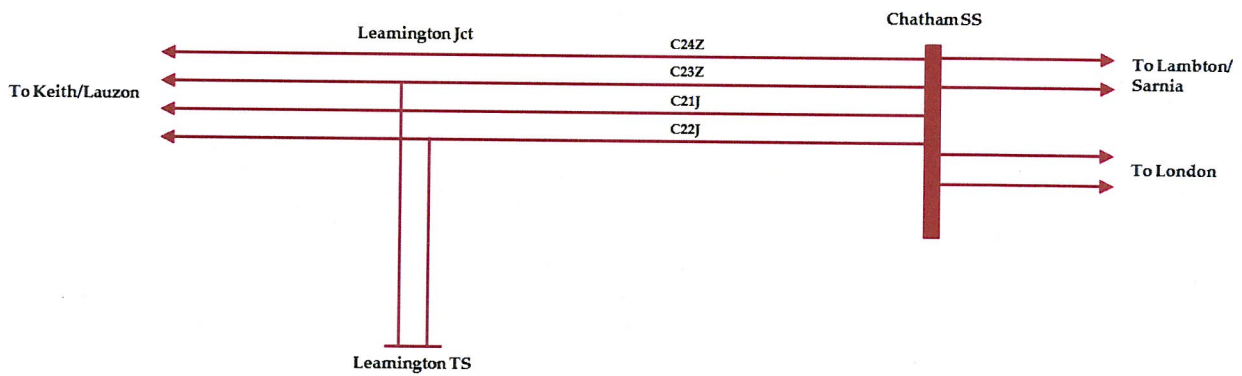 Chatham SS
Leamington Jct
C24Z
To Lambton/
Sarnia
C23Z
To Keith/Lauzon
C21J
C22J
To London
Leamington TS